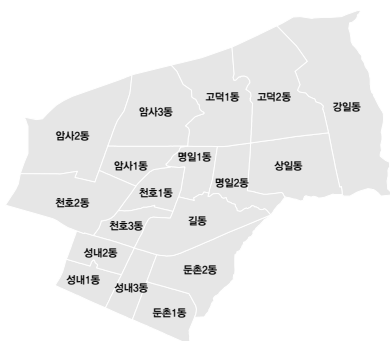 고덕1동
고덕2동
강일동
암사3동
암사2동
명일1동
암사1동
상일동
명일2동
천호1동
천호2동
길동
천호3동
성내2동
둔촌2동
성내1동
성내3동
둔촌1동